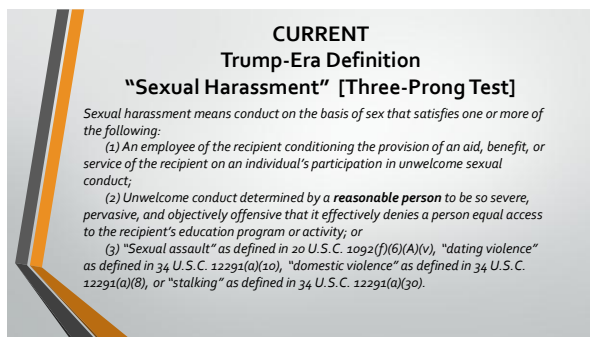 CURRENT
Trump-Era Definition
“Sexual Harassment” [Three-Prong Test]
Sexual harassment means conduct on the basis of sex that satisfies one or more of
the following:
(1) An employee of the recipient conditioning the provision of an aid, benefit, or
service of the recipient on an individual’s participation in unwelcome sexual
conduct;
(2) Unwelcome conduct determined by a reasonable person to be so severe,
pervasive, and objectively offensive that it effectively denies a person equal access
to the recipient’s education program or activity; or
(3) “Sexual assault” as defined in 20 U.S.C. 1092(f)(6)(A)(v), “dating violence”
as defined in 34 U.S.C. 12291(a)(10), “domestic violence” as defined in 34 U.S.C.
12291(a)(8), or “stalking” as defined in 34 U.S.C. 12291(a)(30).